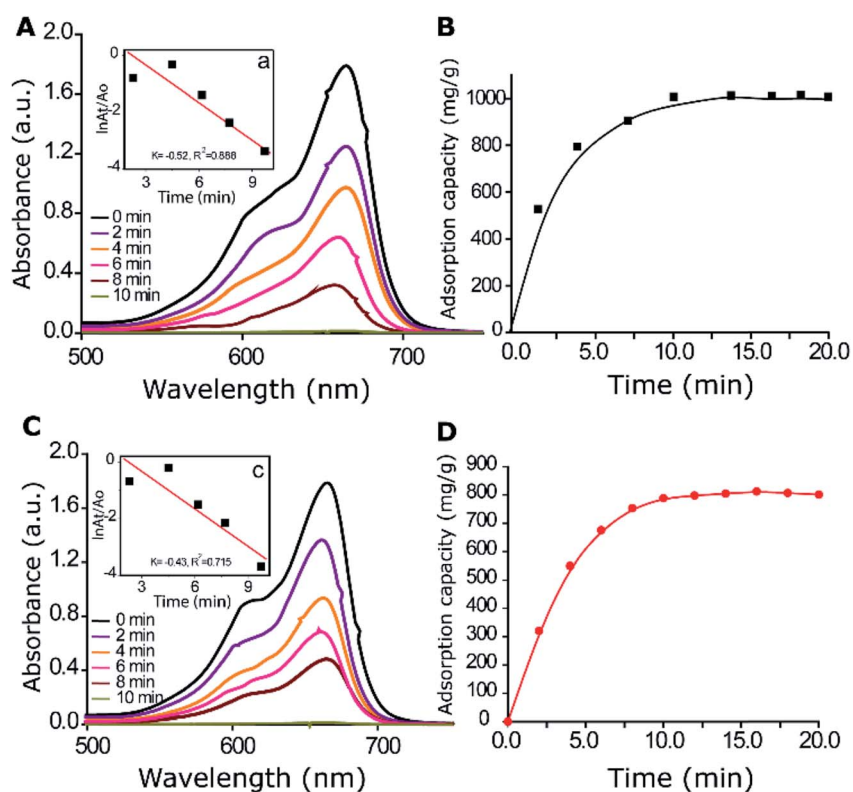 A
Absorbance (a.u.)
2.0
1.6
1.2
0.8
0.4
0.0
500
600
700
Wavelength (nm)
0 min
2 min
4 min
6 min
8 min
10 min
a
lnAt/Ao
0
-2
-4
3
6
9
Time (min)
K= -0.52, R²=0.888
B
Adsorption capacity (mg/g)
1000
800
600
400
200
0
0.0
5.0
10.0
15.0
20.0
Time (min)
C
Absorbance (a.u.)
2.0
1.6
1.2
0.8
0.4
0.0
500
600
700
Wavelength (nm)
0 min
2 min
4 min
6 min
8 min
10 min
c
lnAt/Ao
0
-2
-4
3
6
9
Time (min)
K= -0.43, R²=0.715
D
Adsorption capacity (mg/g)
900
800
700
600
500
400
300
200
100
0
0.0
5.0
10.0
15.0
20.0
Time (min)